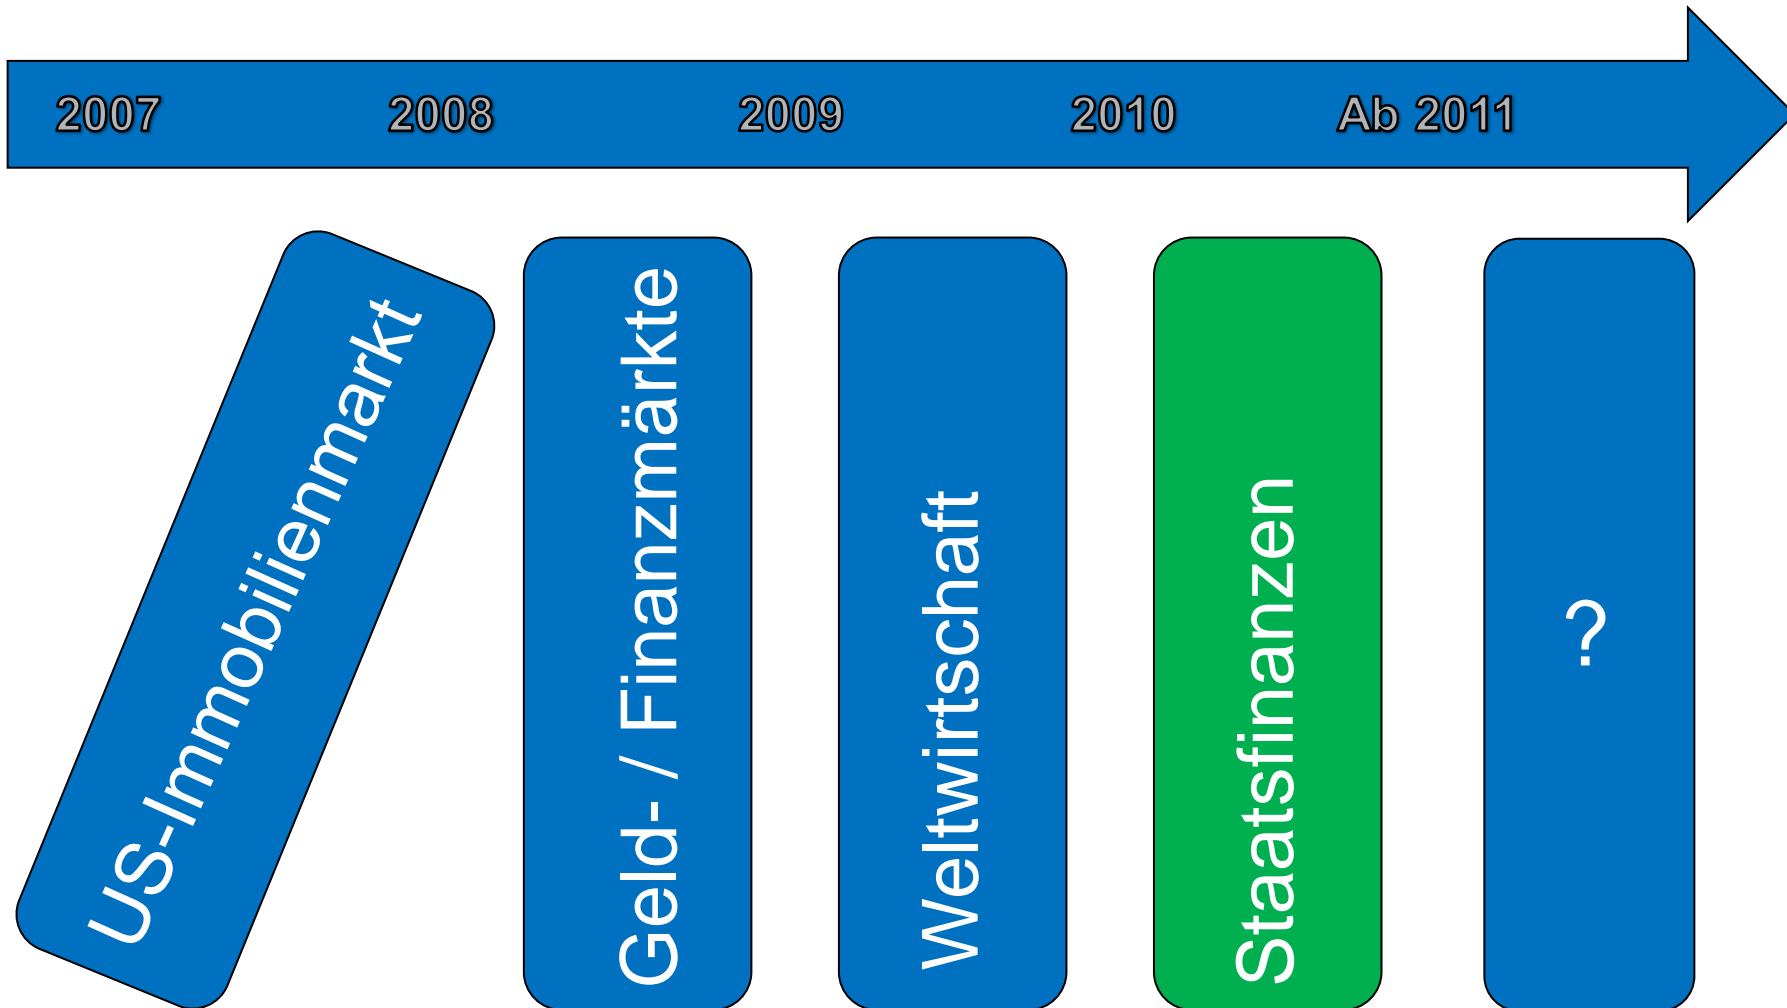 2007 2008 2009 2010 Ab 2011
US-Immobilienmarkt
Geld- / Finanzmärkte
Weltwirtschaft
Staatsfinanzen
?